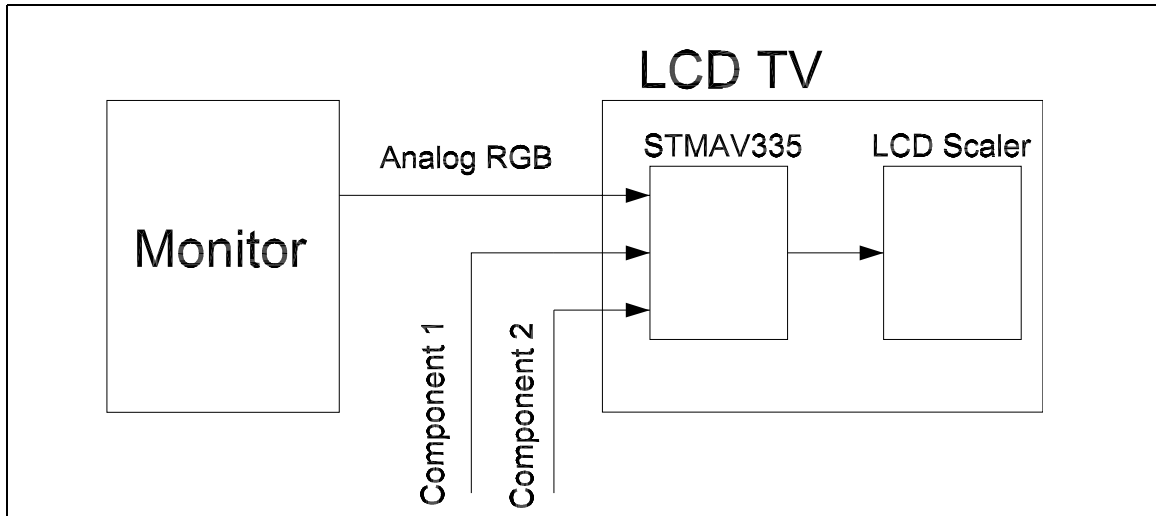 LCD TV
Analog RGB
STMAV335
LCD Scaler
Monitor
Component 1
Component 2